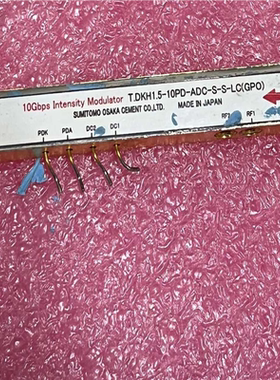 10Gbps Intensity Modulator T.DKH1.5-10PD-ADC-S-S-LC(GPO)
SUMITOMO OSAKA CEMENT CO.,LTD. MADE IN JAPAN
PDK PDA DC2 DC1 RF2 RF1